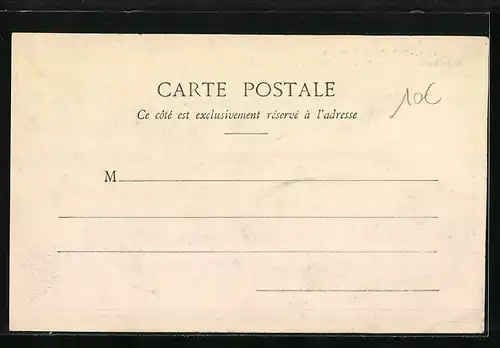 CARTE POSTALE
10€
Ce côté est exclusivement réservé à l'adresse
M